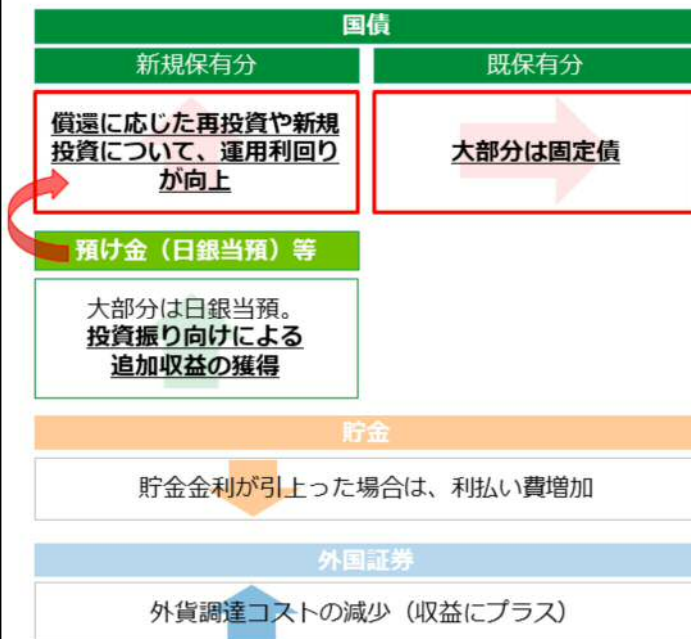 国債
新規保有分
既保有分
償還に応じた再投資や新規
投資について、運用利回り
が向上
大部分は固定債
預け金（日銀当預）等
大部分は日銀当預。
投資振り向けによる
追加収益の獲得
貯金
貯金金利が引上った場合は、利払い費増加
外国証券
外貨調達コストの減少（収益にプラス）